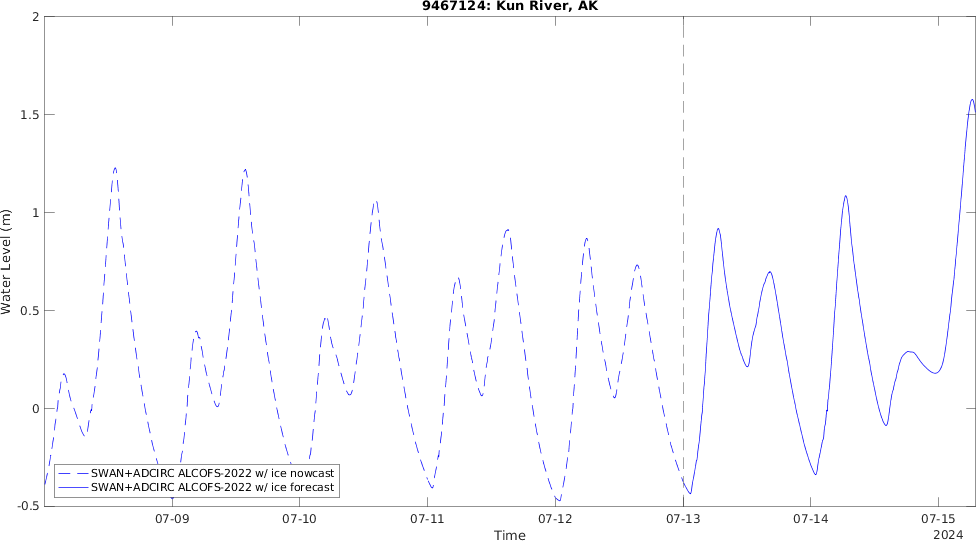 9467124: Kun River, AK
Water Level (m)
2
1.5
1
0.5
0
-0.5
SWAN+ADCIRC ALCOFS-2022 w/ ice nowcast
SWAN+ADCIRC ALCOFS-2022 w/ ice forecast
07-09 07-10 07-11 07-12 07-13 07-14 07-15
Time
2024